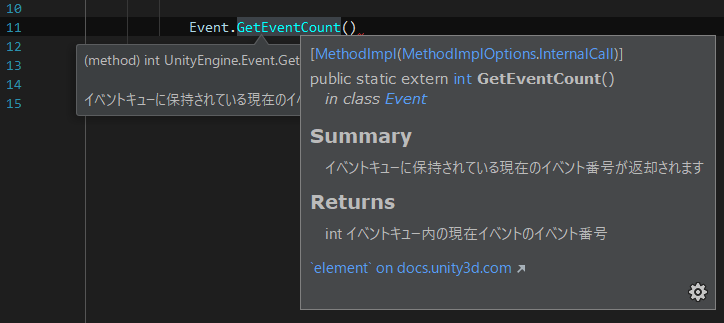 10
11 Event.GetEventCount()
12
13
14
15
(method) int UnityEngine.Event.Get
イベントキューに保持されている現在のイ
[MethodImpl(MethodImplOptions.InternalCall)]
public static extern int GetEventCount()
in class Event
Summary
イベントキューに保持されている現在のイベント番号が返却されます
Returns
int イベントキュー内の現在イベントのイベント番号
`element` on docs.unity3d.com